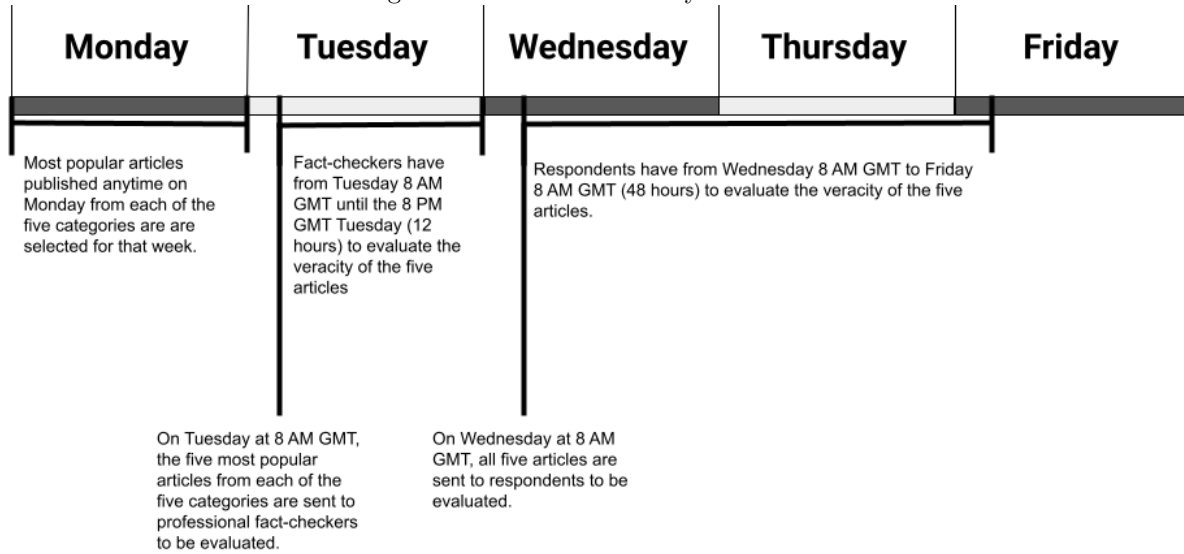 Monday
Tuesday
Wednesday
Thursday
Friday
Most popular articles
published anytime on
Monday from each of the
five categories are are
selected for that week.
Fact-checkers have
from Tuesday 8 AM
GMT until the 8 PM
GMT Tuesday (12
hours) to evaluate the
veracity of the five
articles
Respondents have from Wednesday 8 AM GMT to Friday
8 AM GMT (48 hours) to evaluate the veracity of the five
articles.
On Tuesday at 8 AM GMT,
the five most popular
articles from each of the
five categories are sent to
professional fact-checkers
to be evaluated.
On Wednesday at 8 AM
GMT, all five articles are
sent to respondents to be
evaluated.